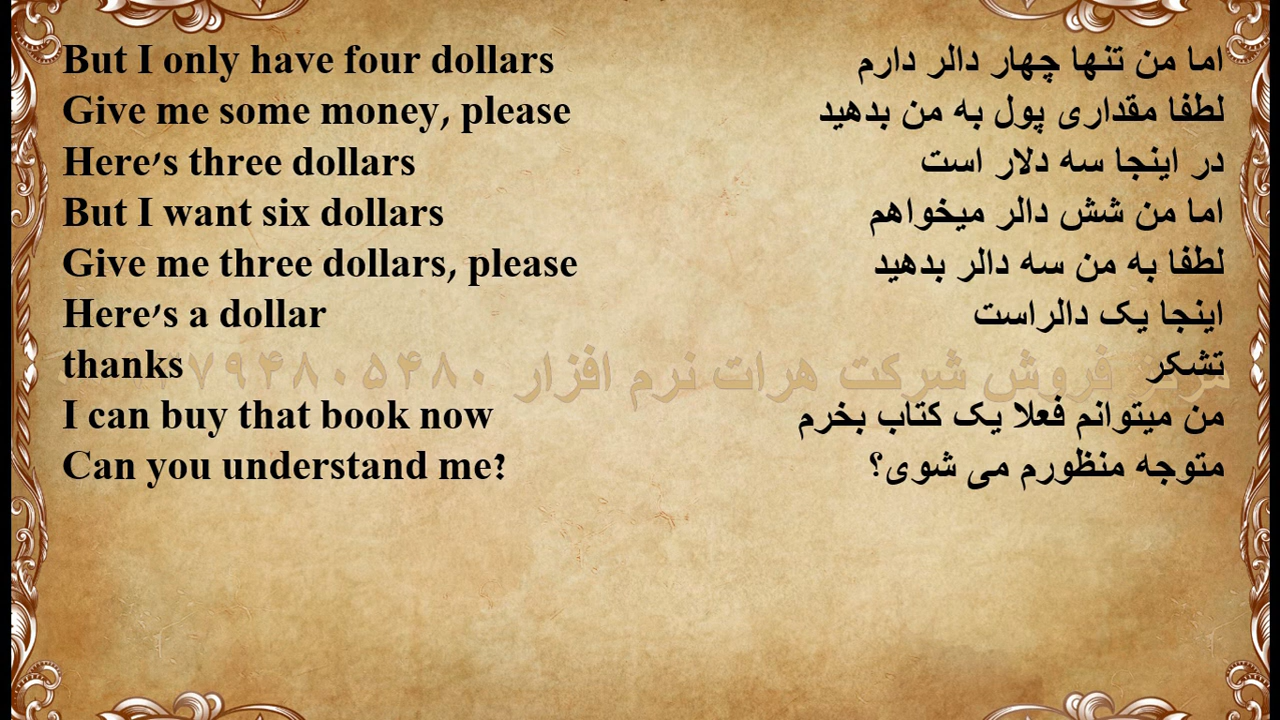 But I only have four dollars اما من تنها چهار دالر دارم
Give me some money, please لطفا مقداری پول به من بدهید
Here's three dollars در اینجا سه دلار است
But I want six dollars اما من شش دالر میخواهم
Give me three dollars, please لطفا به من سه دالر بدهید
Here's a dollar اینجا یک دالراست
thanks تشکر
مرکز فروش شرکت هرات نرم افزار
I can buy that book now من میتوانم فعلا یک کتاب بخرم
Can you understand me? متوجه منظورم می شوی؟